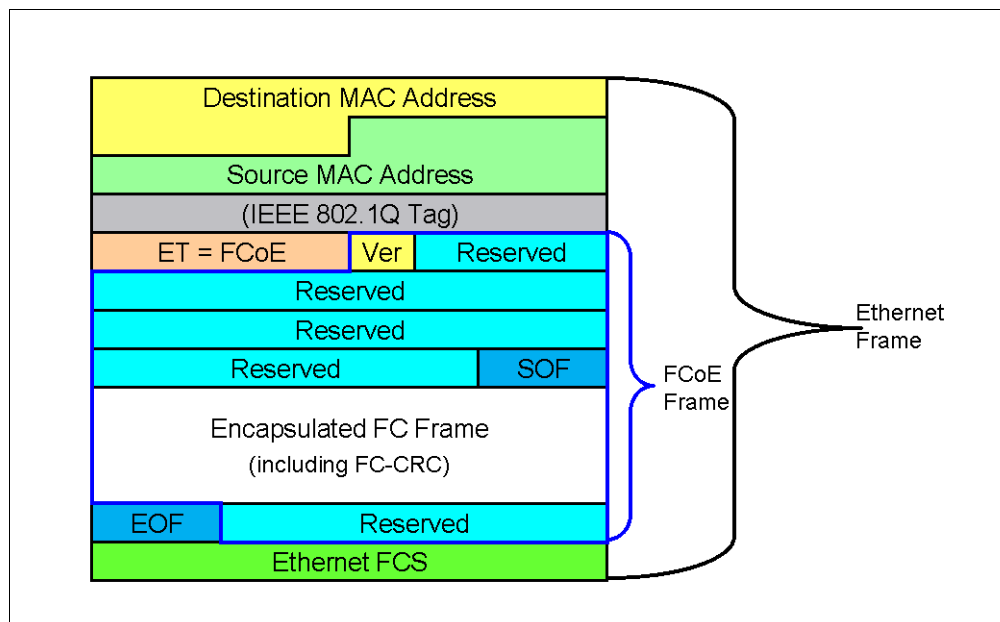 Destination MAC Address
Source MAC Address
(IEEE 802.1Q Tag)
ET = FCoE Ver Reserved
Reserved
Reserved
Reserved SOF
Encapsulated FC Frame
(including FC-CRC)
EOF Reserved
Ethernet FCS
FCoE
Frame
Ethernet
Frame